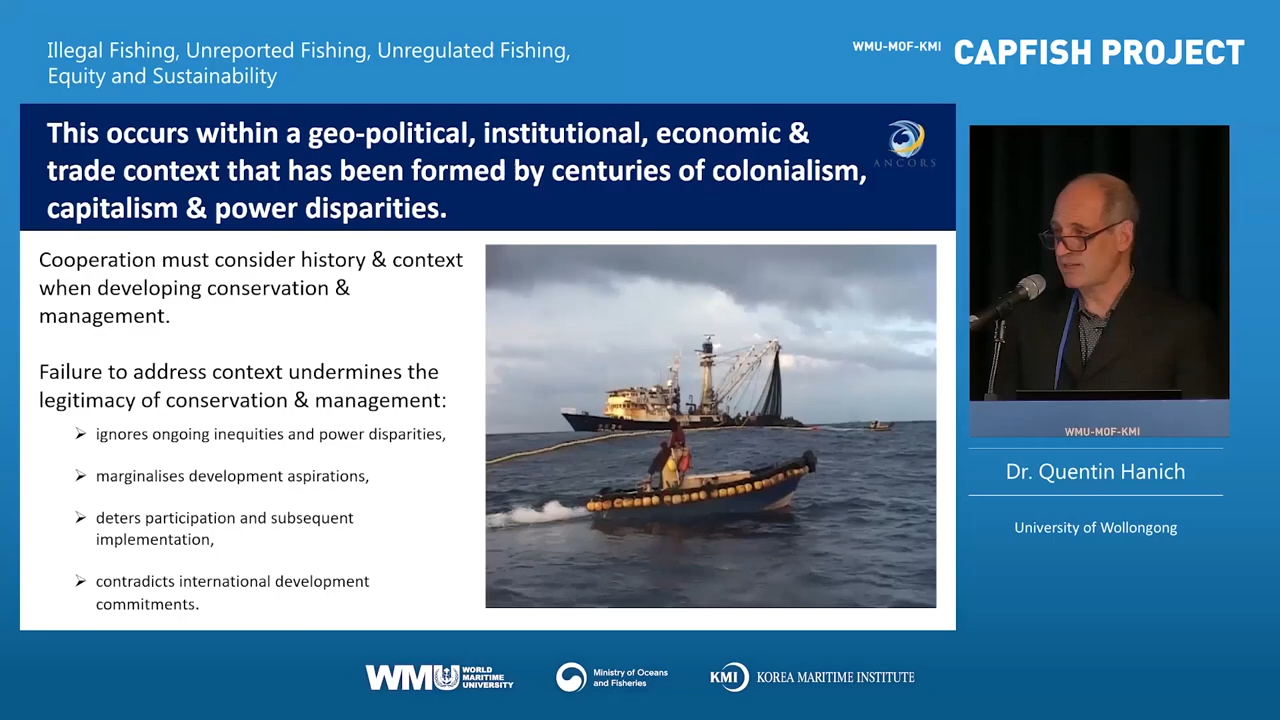 Illegal Fishing, Unreported Fishing, Unregulated Fishing,
Equity and Sustainability
WMU-MOF-KMI CAPFISH PROJECT
This occurs within a geo-political, institutional, economic &
trade context that has been formed by centuries of colonialism,
capitalism & power disparities.
ANCORS
Cooperation must consider history & context
when developing conservation &
management.
Failure to address context undermines the
legitimacy of conservation & management:
ignores ongoing inequities and power disparities,
marginalises development aspirations,
deters participation and subsequent
implementation,
contradicts international development
commitments.
WMU-MOF-KMI
Dr. Quentin Hanich
University of Wollongong
WMU WORLD
MARITIME
UNIVERSITY
Ministry of Oceans
and Fisheries
KMI KOREA MARITIME INSTITUTE